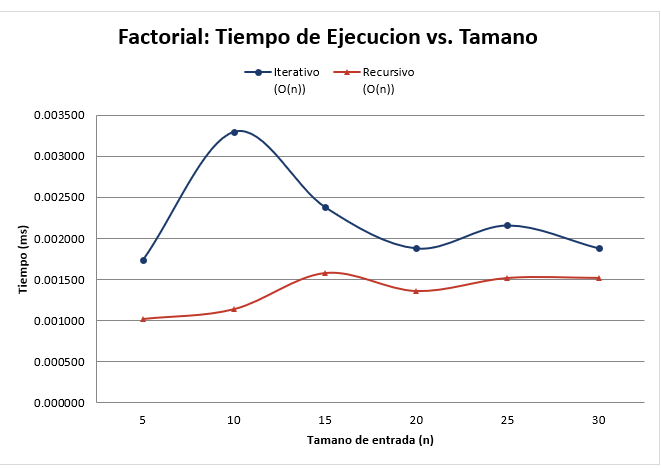 Factorial: Tiempo de Ejecucion vs. Tamano
Iterativo
(O(n))
Recursivo
(O(n))
0.003500
0.003000
0.002500
0.002000
0.001500
0.001000
0.000500
0.000000
Tiempo (ms)
5 10 15 20 25 30
Tamano de entrada (n)